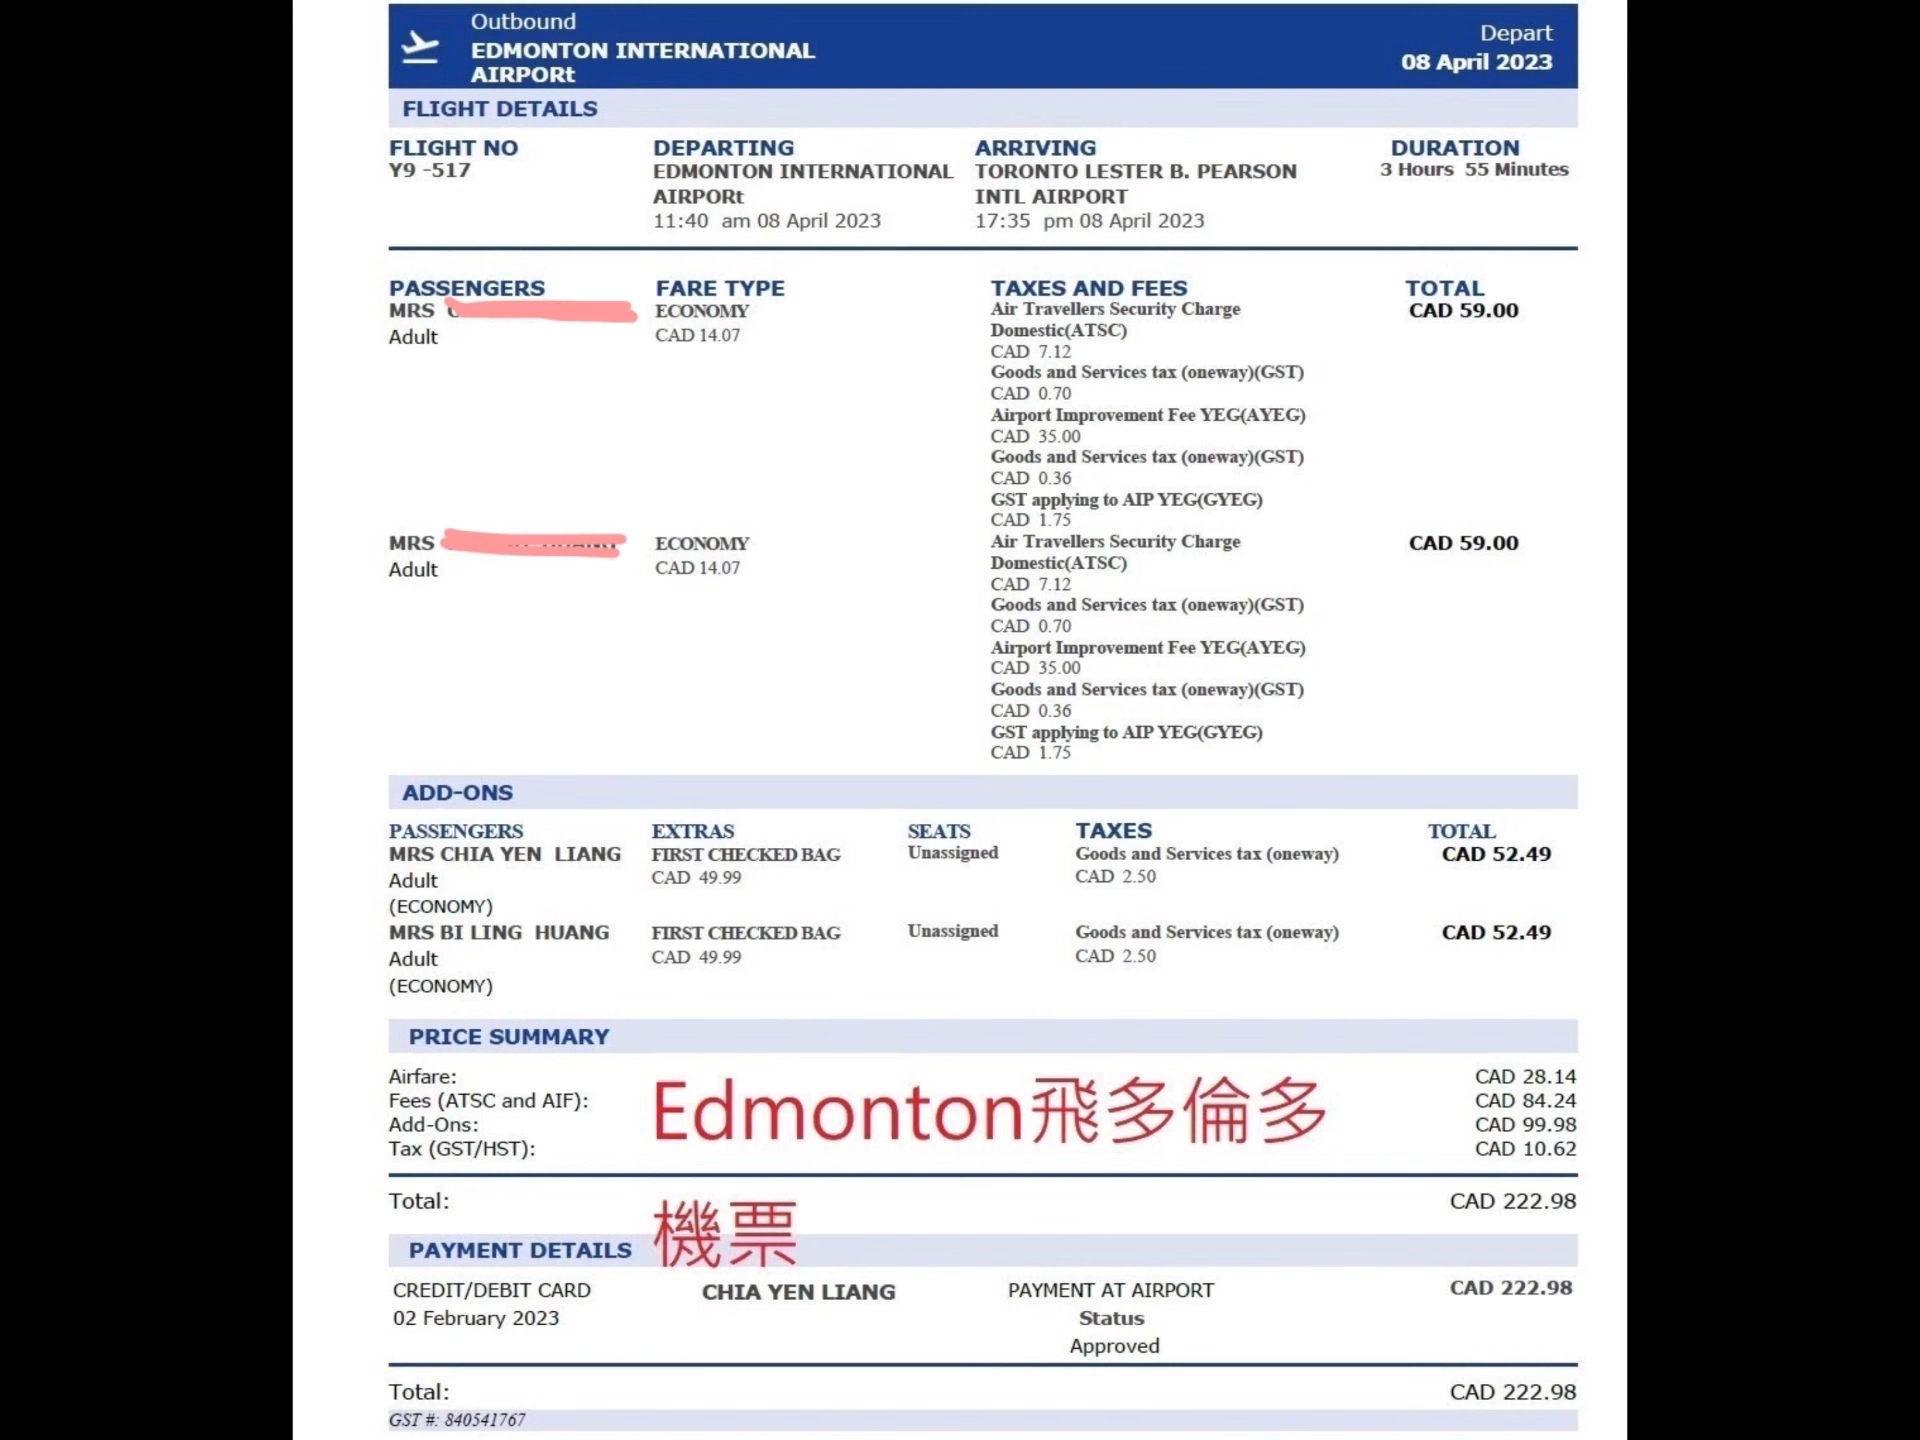 Outbound
EDMONTON INTERNATIONAL
AIRPORt
Depart
08 April 2023
FLIGHT DETAILS
FLIGHT NO DEPARTING ARRIVING DURATION
Y9 -517 EDMONTON INTERNATIONAL TORONTO LESTER B. PEARSON 3 Hours 55 Minutes
AIRPORt INTL AIRPORT
11:40 am 08 April 2023 17:35 pm 08 April 2023
PASSENGERS FARE TYPE TAXES AND FEES TOTAL
MRS ECONOMY Air Travellers Security Charge CAD 59.00
Adult CAD 14.07 Domestic(ATSC)
CAD 7.12
Goods and Services tax (oneway)(GST)
CAD 0.70
Airport Improvement Fee YEG(AYEG)
CAD 35.00
Goods and Services tax (oneway)(GST)
CAD 0.36
GST applying to AIP YEG(GYEG)
CAD 1.75
MRS ECONOMY Air Travellers Security Charge CAD 59.00
Adult CAD 14.07 Domestic(ATSC)
CAD 7.12
Goods and Services tax (oneway)(GST)
CAD 0.70
Airport Improvement Fee YEG(AYEG)
CAD 35.00
Goods and Services tax (oneway)(GST)
CAD 0.36
GST applying to AIP YEG(GYEG)
CAD 1.75
ADD-ONS
PASSENGERS EXTRAS SEATS TAXES TOTAL
MRS CHIA YEN LIANG FIRST CHECKED BAG Unassigned Goods and Services tax (oneway) CAD 52.49
Adult CAD 49.99 CAD 2.50
(ECONOMY)
MRS BI LING HUANG FIRST CHECKED BAG Unassigned Goods and Services tax (oneway) CAD 52.49
Adult CAD 49.99 CAD 2.50
(ECONOMY)
PRICE SUMMARY
Airfare: CAD 28.14
Fees (ATSC and AIF): CAD 84.24
Add-Ons: CAD 99.98
Tax (GST/HST): CAD 10.62
Edmonton飛多倫多
機票
Total: CAD 222.98
PAYMENT DETAILS
CREDIT/DEBIT CARD CHIA YEN LIANG PAYMENT AT AIRPORT CAD 222.98
02 February 2023 Status
Approved
Total: CAD 222.98
GST #: 840541767